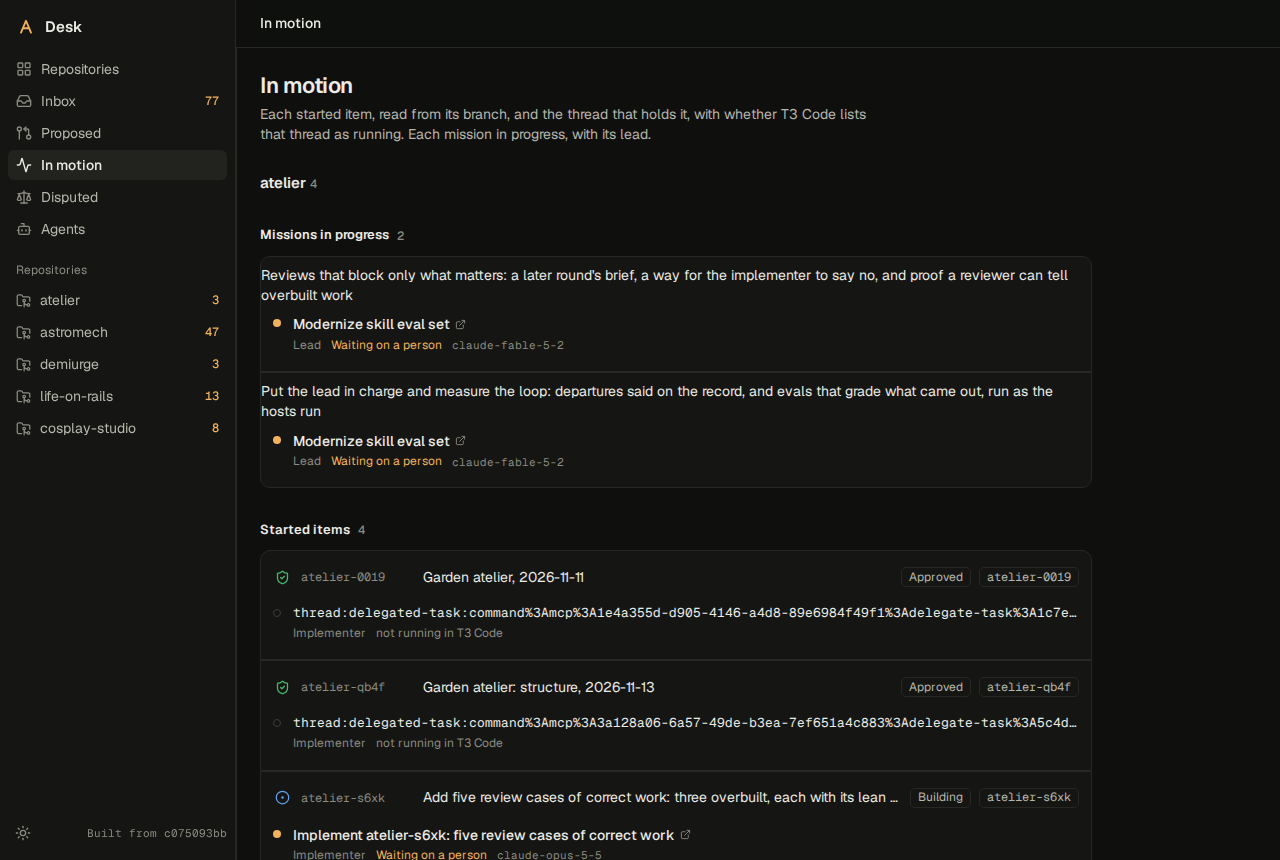 Desk
In motion
Repositories
Inbox 77
Proposed
In motion
Disputed
Agents
Repositories
atelier 3
astromech 47
demiurge 3
life-on-rails 13
cosplay-studio 8
Built from c075093bb
In motion
Each started item, read from its branch, and the thread that holds it, with whether T3 Code lists
that thread as running. Each mission in progress, with its lead.
atelier 4
Missions in progress 2
Reviews that block only what matters: a later round's brief, a way for the implementer to say no, and proof a reviewer can tell
overbuilt work
Modernize skill eval set
Lead Waiting on a person claude-fable-5-2
Put the lead in charge and measure the loop: departures said on the record, and evals that grade what came out, run as the
hosts run
Modernize skill eval set
Lead Waiting on a person claude-fable-5-2
Started items 4
atelier-0019 Garden atelier, 2026-11-11 Approved atelier-0019
thread:delegated-task:command%3Amcp%3A1e4a355d-d905-4146-a4d8-89e6984f49f1%3Adelegate-task%3A1c7e…
Implementer not running in T3 Code
atelier-qb4f Garden atelier: structure, 2026-11-13 Approved atelier-qb4f
thread:delegated-task:command%3Amcp%3A3a128a06-6a57-49de-b3ea-7ef651a4c883%3Adelegate-task%3A5c4d…
Implementer not running in T3 Code
atelier-s6xk Add five review cases of correct work: three overbuilt, each with its lean … Building atelier-s6xk
Implement atelier-s6xk: five review cases of correct work
Implementer Waiting on a person claude-opus-5-5